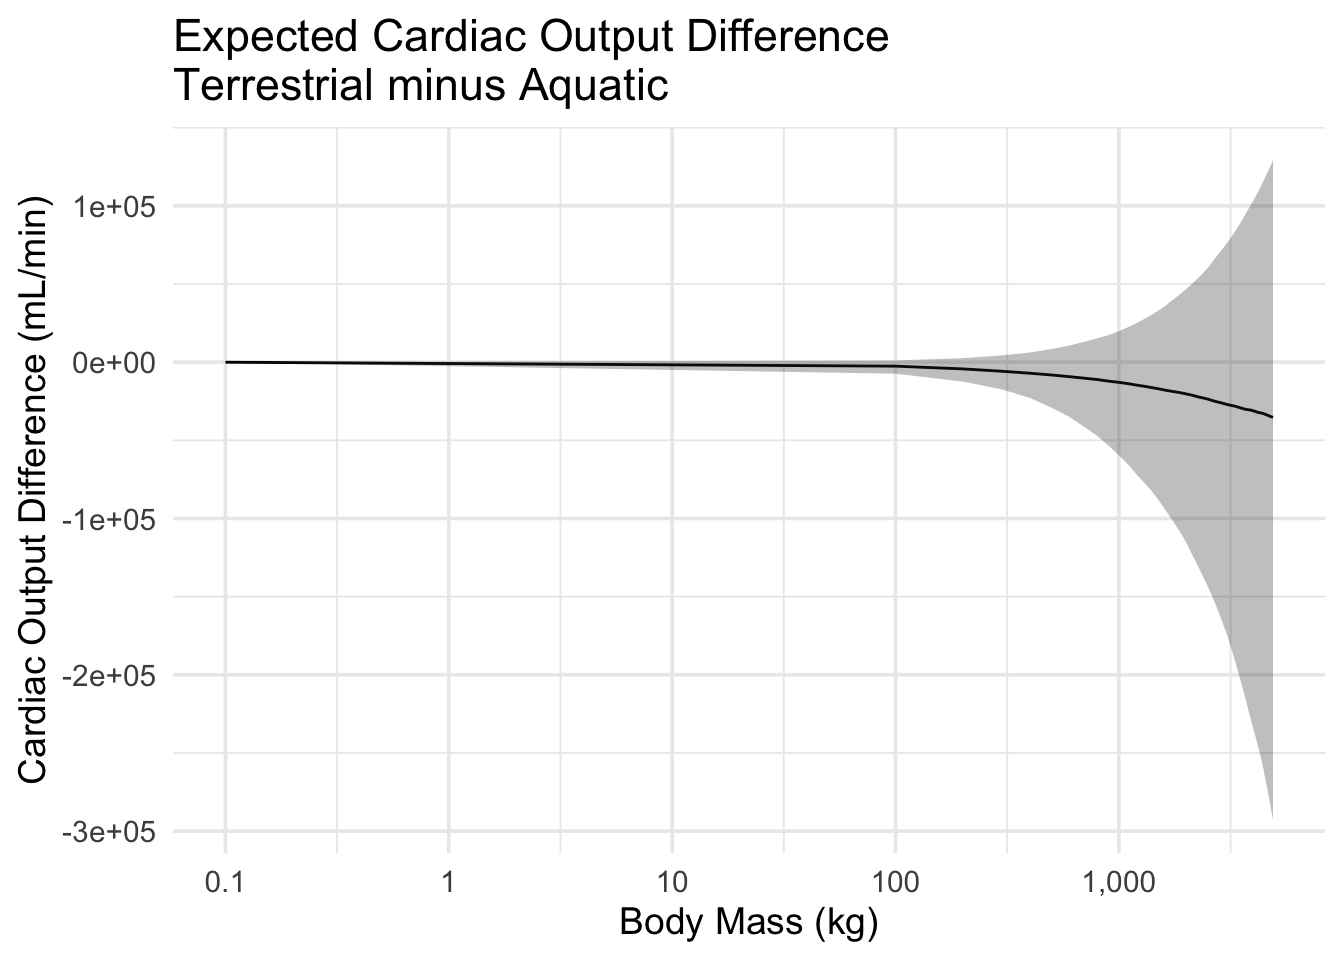 Expected Cardiac Output Difference
Terrestrial minus Aquatic
Cardiac Output Difference (mL/min)
1e+05
0e+00
-1e+05
-2e+05
-3e+05
0.1
1
10
100
1,000
Body Mass (kg)